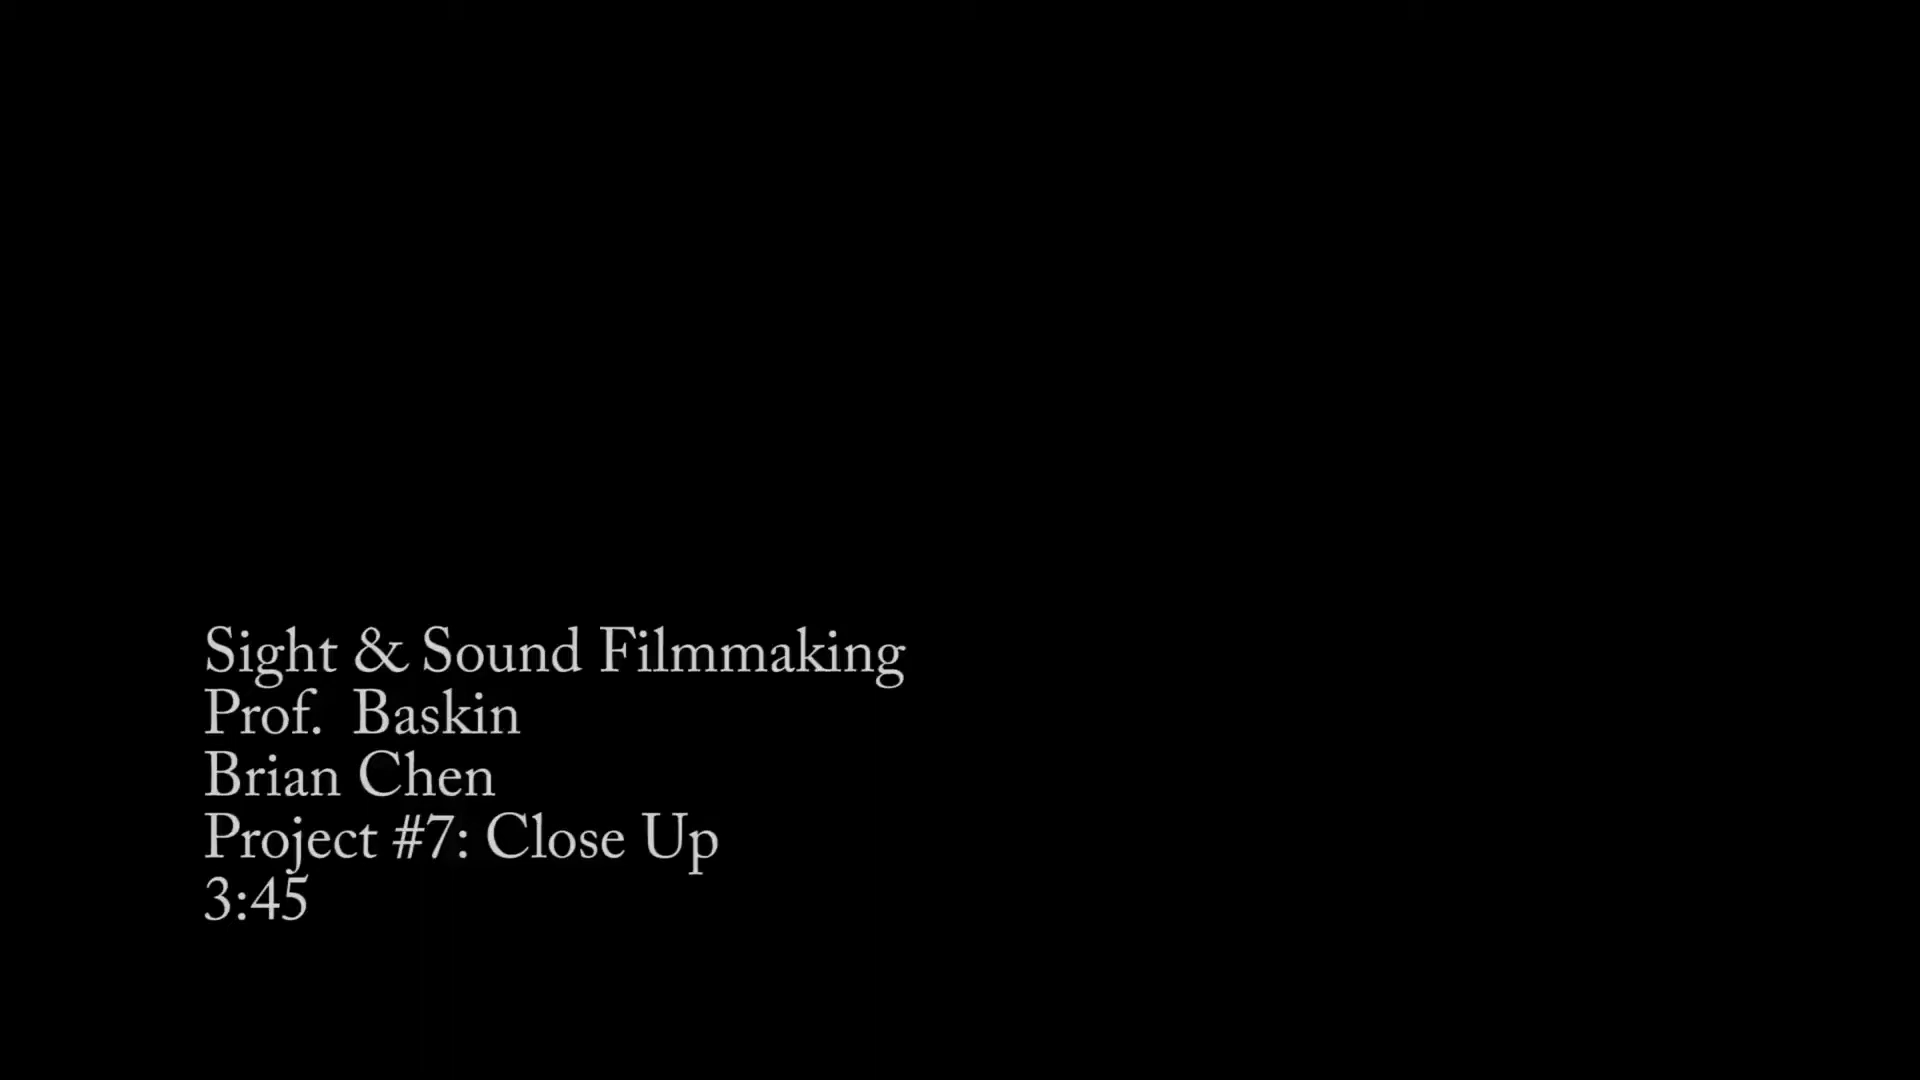 Sight & Sound Filmmaking
Prof.  Baskin
Brian Chen
Project #7: Close Up
3:45